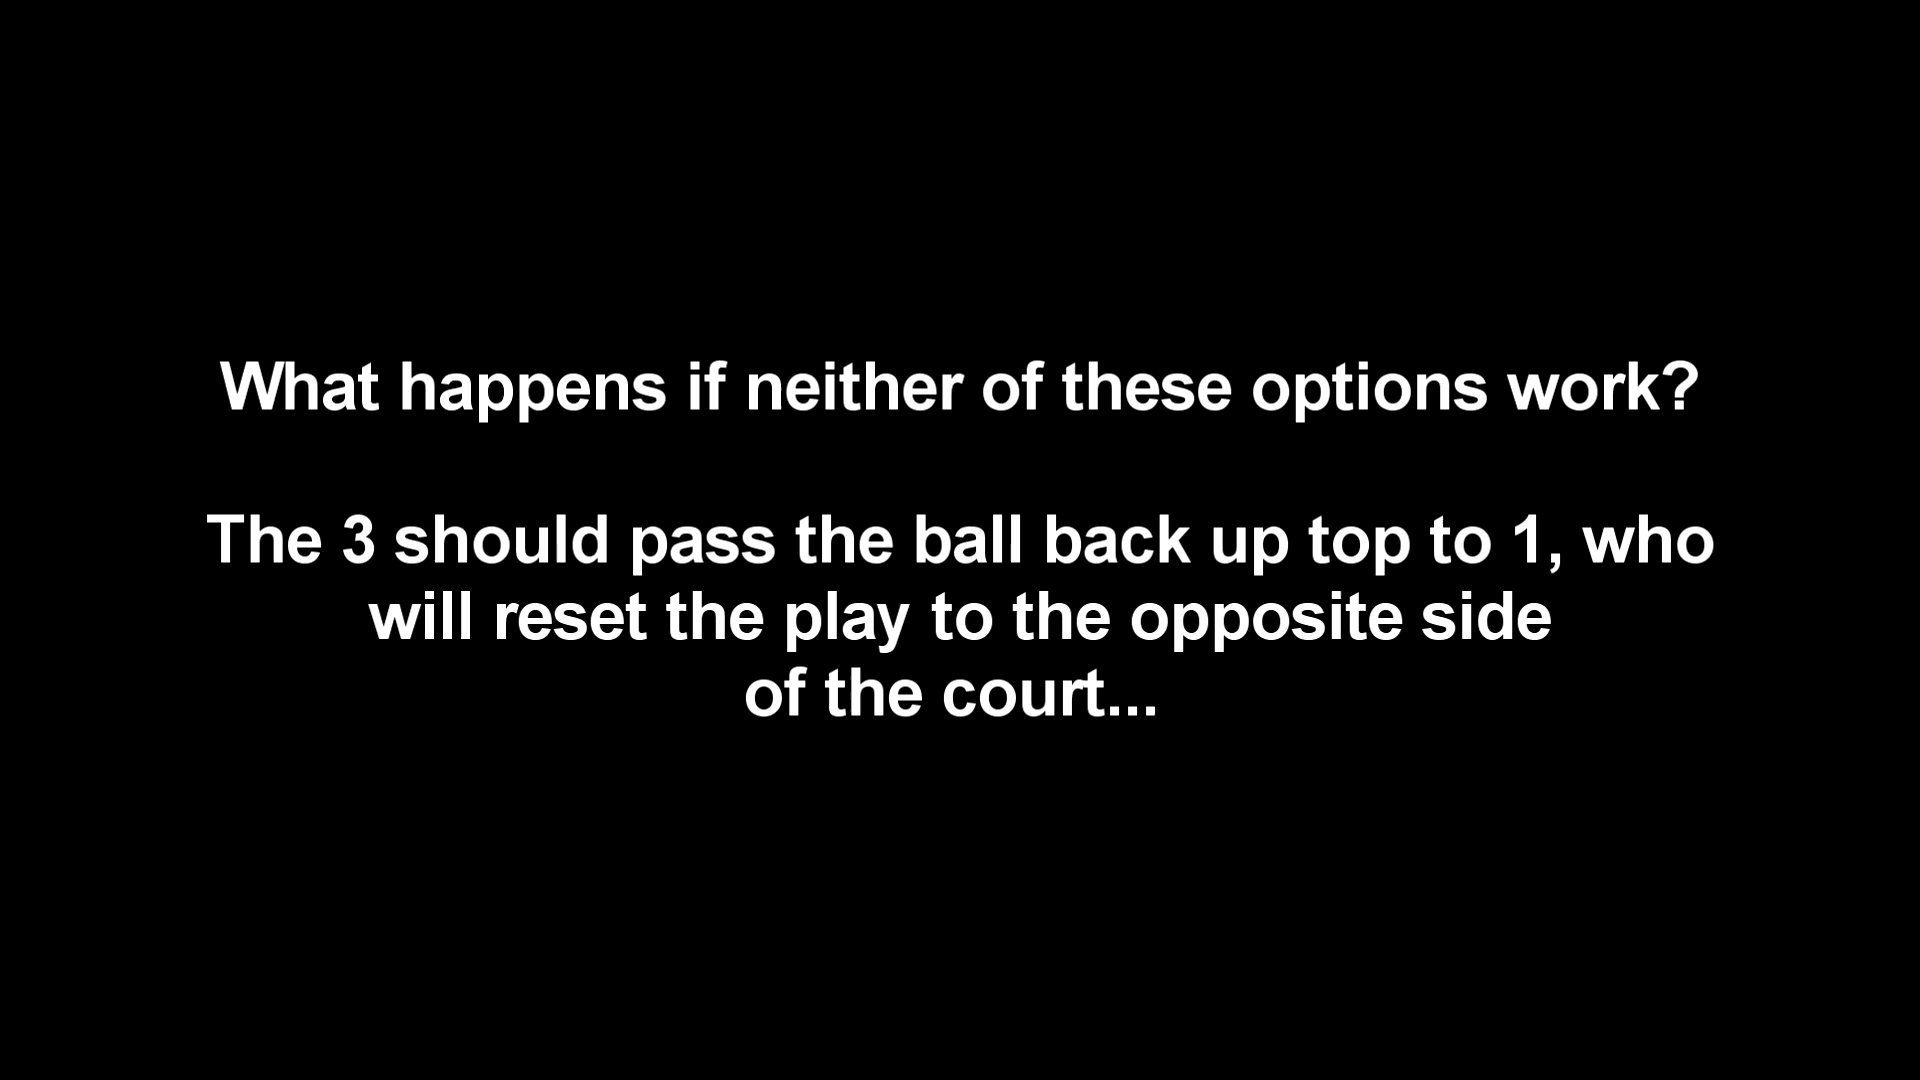 What happens if neither of these options work?
The 3 should pass the ball back up top to 1, who
will reset the play to the opposite side
of the court...